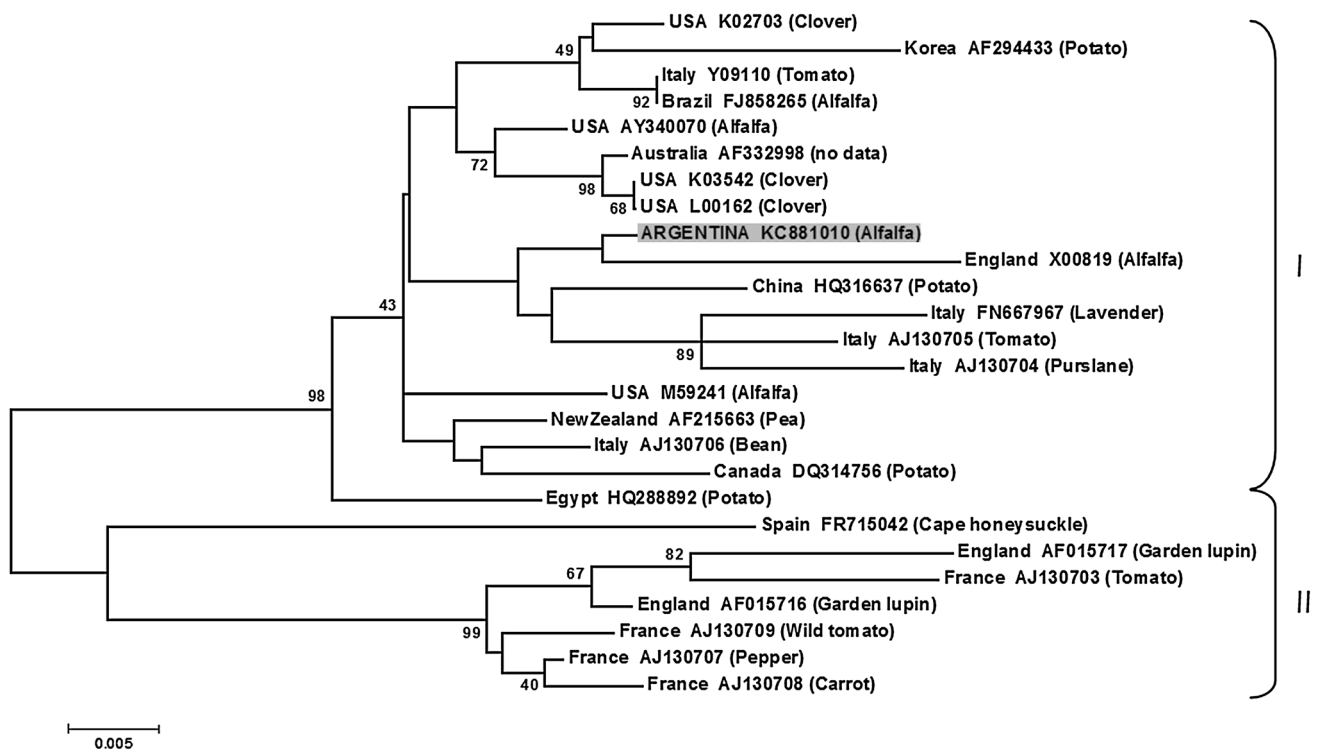 USA K02703 (Clover)
49
Korea AF294433 (Potato)
Italy Y09110 (Tomato)
92 Brazil FJ858265 (Alfalfa)
USA AY340070 (Alfalfa)
72
Australia AF332998 (no data)
98
USA K03542 (Clover)
68 USA L00162 (Clover)
ARGENTINA KC881010 (Alfalfa)
England X00819 (Alfalfa)
I
China HQ316637 (Potato)
43
Italy FN667967 (Lavender)
Italy AJ130705 (Tomato)
89
Italy AJ130704 (Purslane)
USA M59241 (Alfalfa)
98
NewZealand AF215663 (Pea)
Italy AJ130706 (Bean)
Canada DQ314756 (Potato)
Egypt HQ288892 (Potato)
Spain FR715042 (Cape honeysuckle)
82
England AF015717 (Garden lupin)
67
France AJ130703 (Tomato)
England AF015716 (Garden lupin)
II
99
France AJ130709 (Wild tomato)
France AJ130707 (Pepper)
40
France AJ130708 (Carrot)
0.005